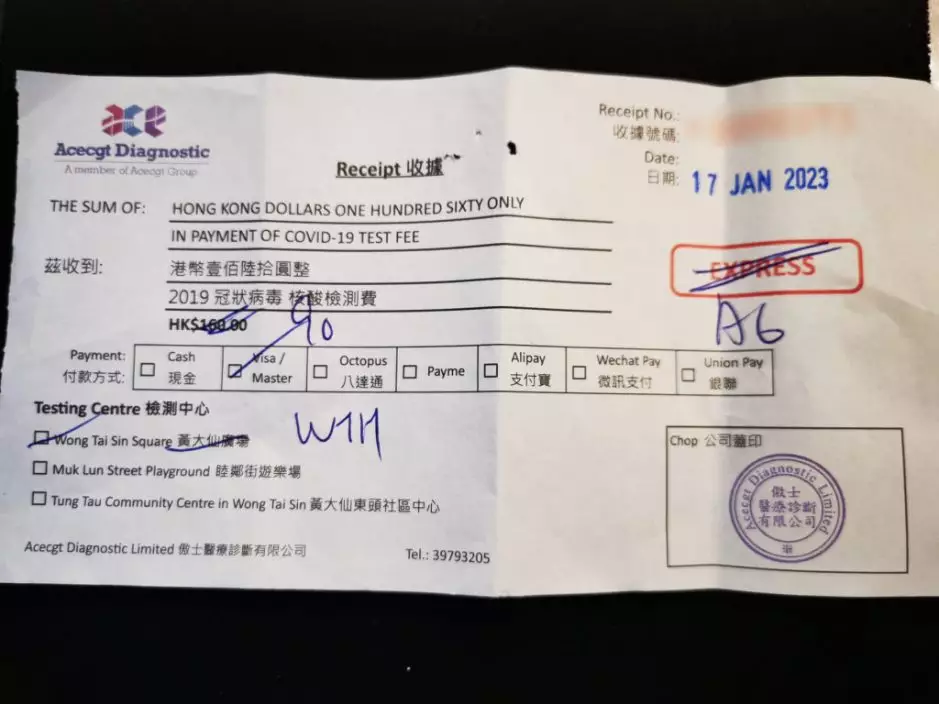 ace
Acecgt Diagnostic
A member of Acecgt Group
Receipt No.:
收據號碼:
Date:
日期: 17 JAN 2023
Receipt 收據
THE SUM OF: HONG KONG DOLLARS ONE HUNDRED SIXTY ONLY
IN PAYMENT OF COVID-19 TEST FEE
茲收到: 港幣壹佰陸拾圓整
2019 冠狀病毒 核酸檢測費
HK$160.00 90
EXPRESS
A6
Payment: Cash Visa / Octopus Payme Alipay Wechat Pay Union Pay
付款方式: 現金 Master 八達通 支付寶 微訊支付 銀聯
Testing Centre 檢測中心
Wong Tai Sin Square 黃大仙廣場
Muk Lun Street Playground 睦鄰街遊樂場
Tung Tau Community Centre in Wong Tai Sin 黃大仙東頭社區中心
Chop 公司蓋印
Acecgt Diagnostic Limited
傲士
醫療診斷
有限公司
Acecgt Diagnostic Limited 傲士醫療診斷有限公司 Tel.: 39793205